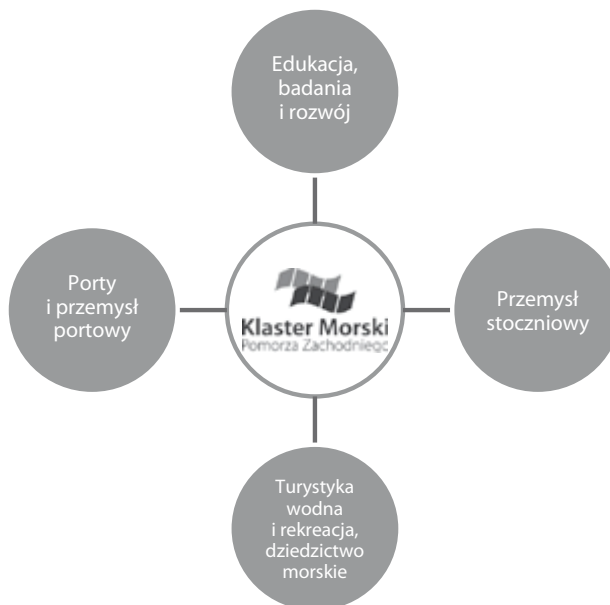 Edukacja,
badania
i rozwój
Porty
i przemysł
portowy
Klaster Morski
Pomorza Zachodniego
Przemysł
stoczniowy
Turystyka
wodna
i rekreacja,
dziedzictwo
morskie